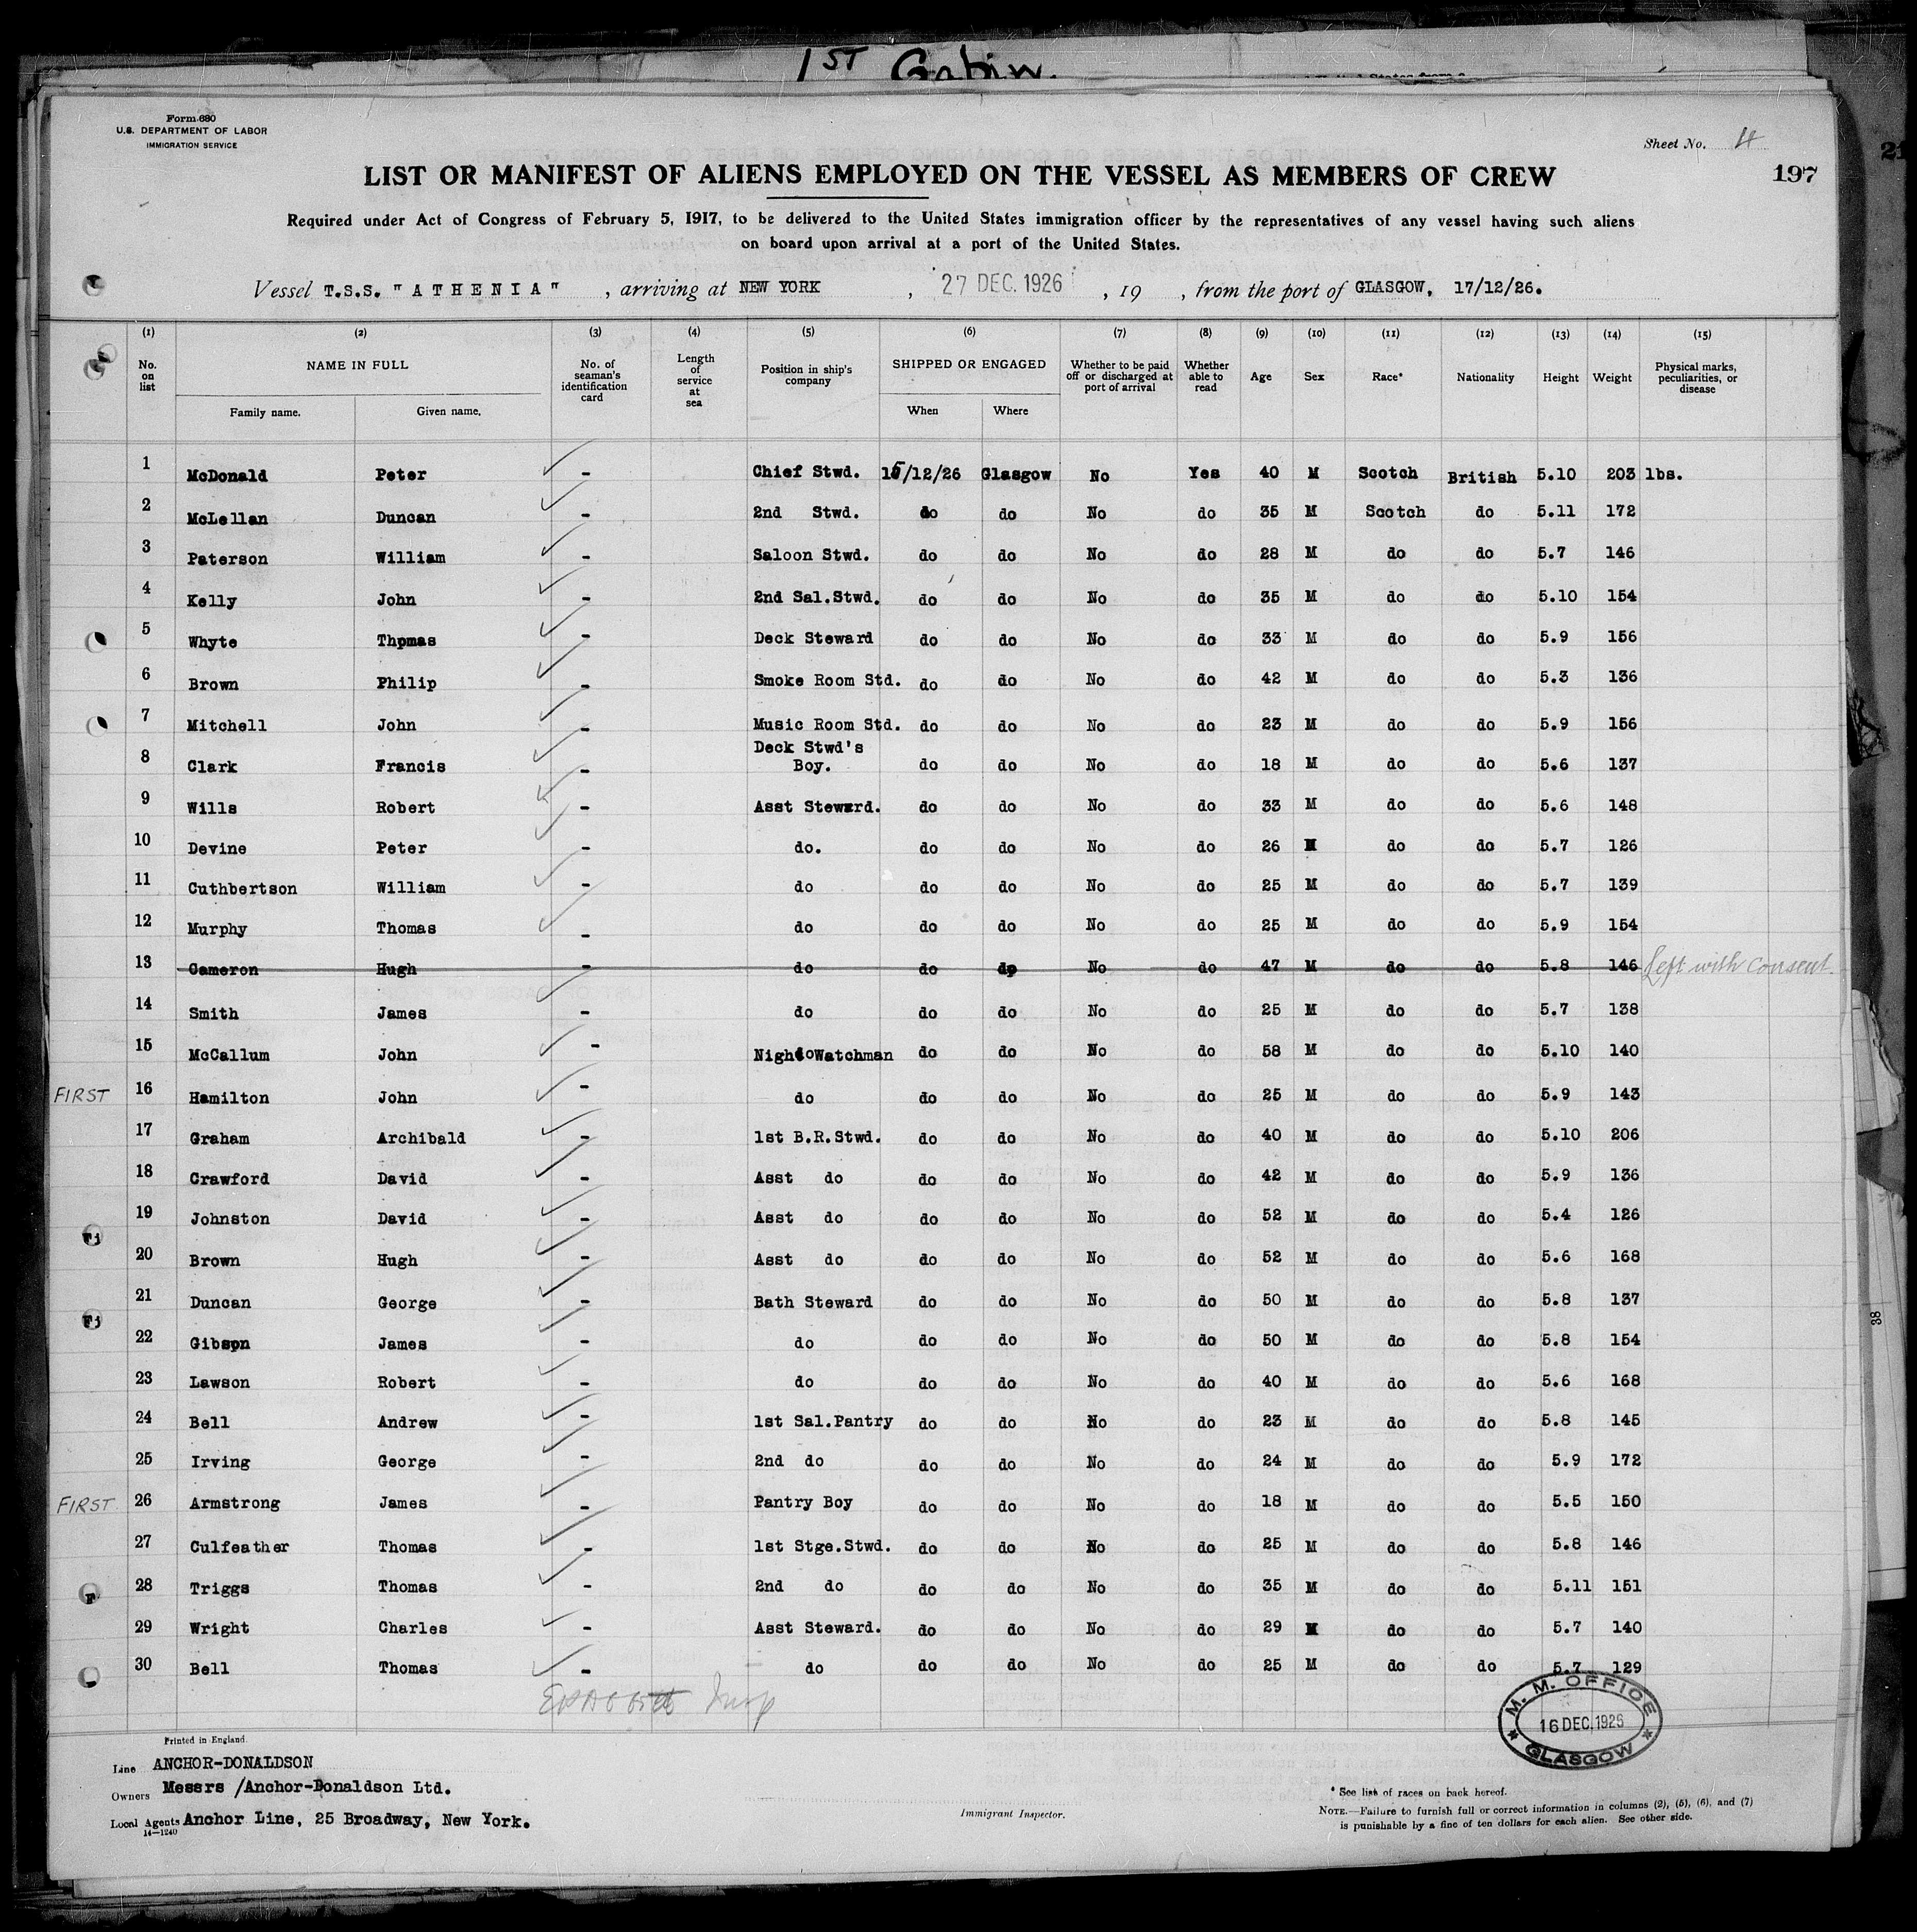 1ST Cabin.
Form 680
U.S. DEPARTMENT OF LABOR
IMMIGRATION SERVICE
Sheet No. 4
LIST OR MANIFEST OF ALIENS EMPLOYED ON THE VESSEL AS MEMBERS OF CREW
197
Required under Act of Congress of February 5, 1917, to be delivered to the United States immigration officer by the representatives of any vessel having such aliens
on board upon arrival at a port of the United States.
Vessel T.S.S. "ATHENIA" , arriving at NEW YORK , 27 DEC. 1926 , 19 , from the port of GLASGOW, 17/12/26.
(1) (2) (3) (4) (5) (6) (7) (8) (9) (10) (11) (12) (13) (14) (15)
No. on list NAME IN FULL Family name. Given name. No. of seaman's identification card Length of service at sea Position in ship's company SHIPPED OR ENGAGED When Where Whether to be paid off or discharged at port of arrival Whether able to read Age Sex Race* Nationality Height Weight Physical marks, peculiarities, or disease
1 McDonald Peter - Chief Stwd. 15/12/26 Glasgow No Yes 40 M Scotch British 5.10 203 lbs.
2 McLellan Duncan - 2nd Stwd. do do No do 35 M Scotch do 5.11 172
3 Paterson William - Saloon Stwd. do do No do 28 M do do 5.7 146
4 Kelly John - 2nd Sal.Stwd. do do No do 35 M do do 5.10 154
5 Whyte Thpmas - Deck Steward do do No do 33 M do do 5.9 156
6 Brown Philip - Smoke Room Std. do do No do 42 M do do 5.3 136
7 Mitchell John - Music Room Std. do do No do 23 M do do 5.9 156
8 Clark Francis - Deck Stwd's Boy. do do No do 18 M do do 5.6 137
9 Wills Robert - Asst Steward. do do No do 33 M do do 5.6 148
10 Devine Peter - do. do do No do 26 M do do 5.7 126
11 Cuthbertson William - do do do No do 25 M do do 5.7 139
12 Murphy Thomas - do do do No do 25 M do do 5.9 154
13 Cameron Hugh - do do do No do 47 M do do 5.8 146 Left with consent.
14 Smith James - do do do No do 25 M do do 5.7 138
15 McCallum John - Night Watchman do do No do 58 M do do 5.10 140
FIRST 16 Hamilton John - do do do No do 25 M do do 5.9 143
17 Graham Archibald - 1st B.R.Stwd. do do No do 40 M do do 5.10 206
18 Crawford David - Asst do do do No do 42 M do do 5.9 136
19 Johnston David - Asst do do do No do 52 M do do 5.4 126
20 Brown Hugh - Asst do do do No do 52 M do do 5.6 168
21 Duncan George - Bath Steward do do No do 50 M do do 5.8 137
22 Gibson James - do do do No do 50 M do do 5.8 154
23 Lawson Robert - do do do No do 40 M do do 5.6 168
24 Bell Andrew - 1st Sal.Pantry do do No do 23 M do do 5.8 145
25 Irving George - 2nd do do do No do 24 M do do 5.9 172
FIRST 26 Armstrong James - Pantry Boy do do No do 18 M do do 5.5 150
27 Culfeather Thomas - 1st Stge.Stwd. do do No do 25 M do do 5.8 146
28 Triggs Thomas - 2nd do do do No do 35 M do do 5.11 151
29 Wright Charles - Asst Steward. do do No do 29 M do do 5.7 140
30 Bell Thomas - do do do No do 25 M do do 5.7 129
M. M. OFFICE
16 DEC. 1926
GLASGOW
Printed in England.
Line ANCHOR-DONALDSON
Owners Messrs /Anchor-Donaldson Ltd.
Local Agents Anchor Line, 25 Broadway, New York.
14—1240
Immigrant Inspector.
* See list of races on back hereof.
NOTE.—Failure to furnish full or correct information in columns (2), (5), (6), and (7)
is punishable by a fine of ten dollars for each alien. See other side.
38